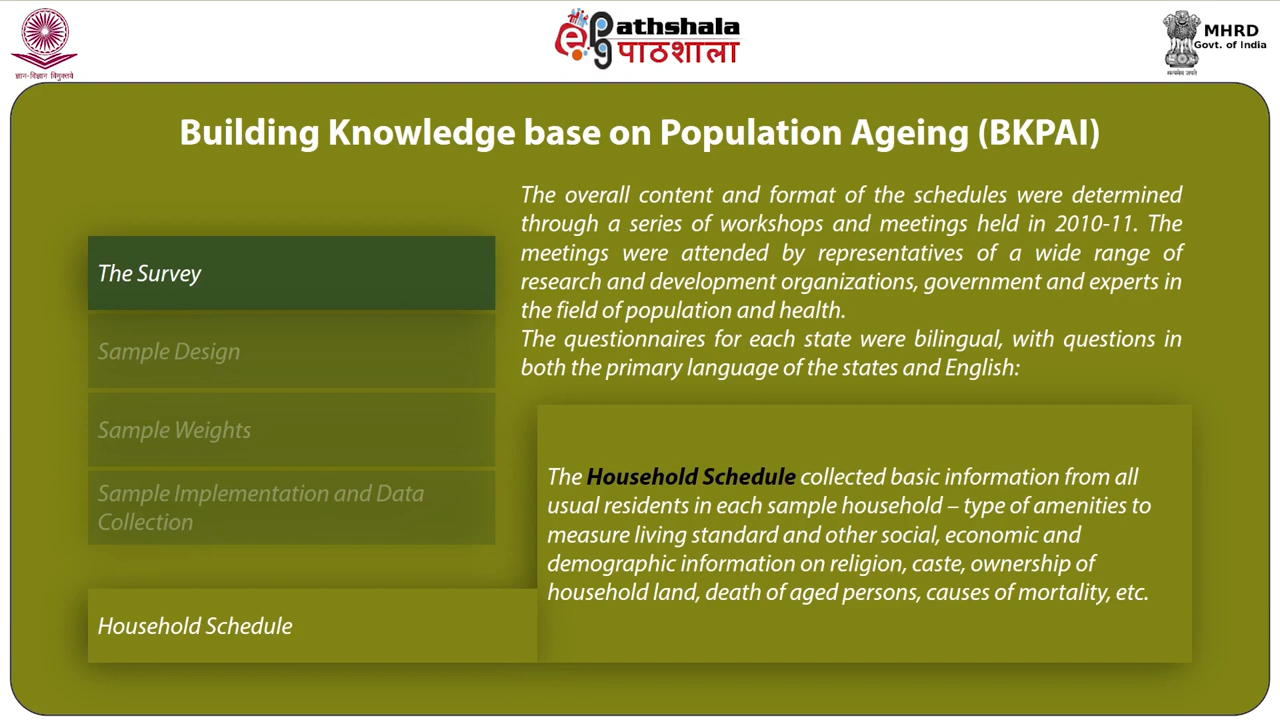 ज्ञान-विज्ञान विमुक्तये
ePathshala
पाठशाला
MHRD
Govt. of India
सत्यमेव जयते
Building Knowledge base on Population Ageing (BKPAI)
The Survey
Sample Design
Sample Weights
Sample Implementation and Data
Collection
Household Schedule
The overall content and format of the schedules were determined
through a series of workshops and meetings held in 2010-11. The
meetings were attended by representatives of a wide range of
research and development organizations, government and experts in
the field of population and health.
The questionnaires for each state were bilingual, with questions in
both the primary language of the states and English:
The Household Schedule collected basic information from all
usual residents in each sample household – type of amenities to
measure living standard and other social, economic and
demographic information on religion, caste, ownership of
household land, death of aged persons, causes of mortality, etc.